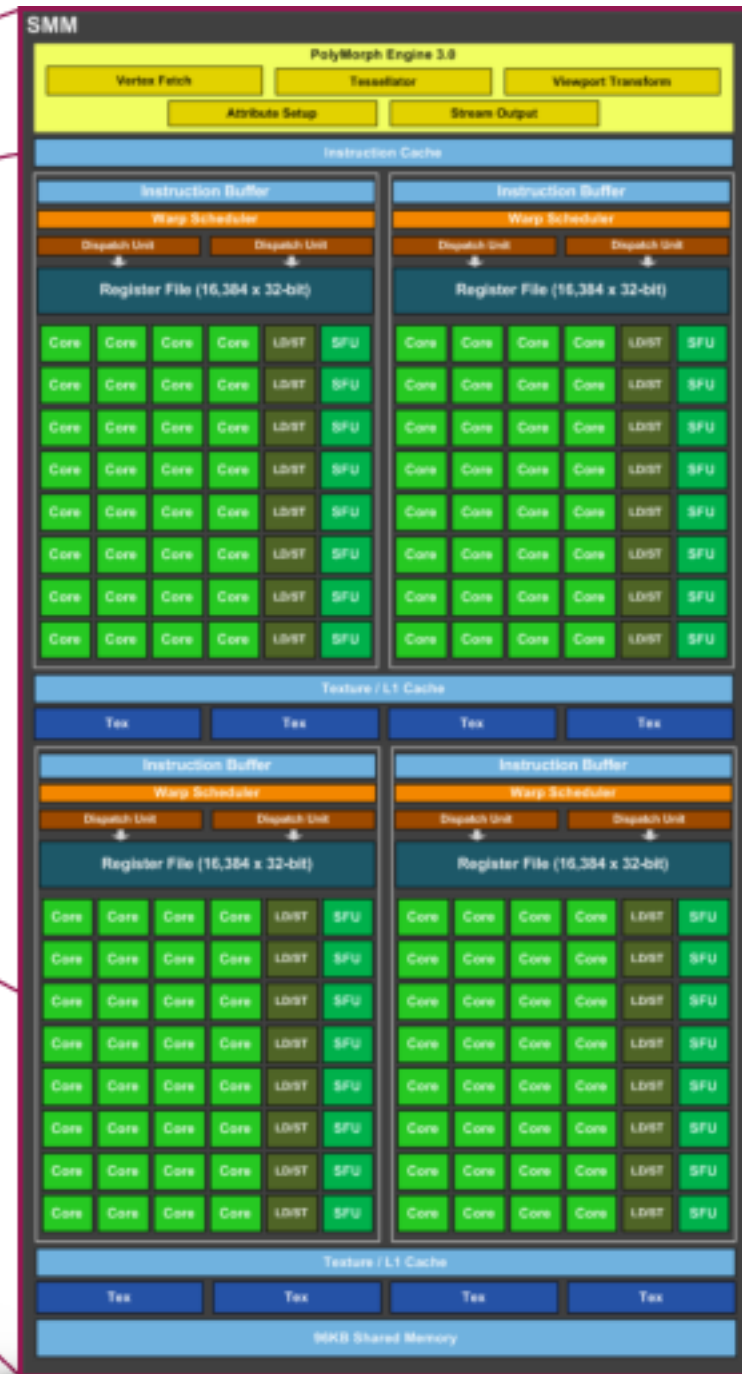 SMM
PolyMorph Engine 3.0
Vertex Fetch Tessellator Viewport Transform
Attribute Setup Stream Output
Instruction Cache
Instruction Buffer Instruction Buffer
Warp Scheduler Warp Scheduler
Dispatch Unit Dispatch Unit Dispatch Unit Dispatch Unit
Register File (16,384 x 32-bit) Register File (16,384 x 32-bit)
Core Core Core Core LD/ST SFU Core Core Core Core LD/ST SFU
Core Core Core Core LD/ST SFU Core Core Core Core LD/ST SFU
Core Core Core Core LD/ST SFU Core Core Core Core LD/ST SFU
Core Core Core Core LD/ST SFU Core Core Core Core LD/ST SFU
Core Core Core Core LD/ST SFU Core Core Core Core LD/ST SFU
Core Core Core Core LD/ST SFU Core Core Core Core LD/ST SFU
Core Core Core Core LD/ST SFU Core Core Core Core LD/ST SFU
Core Core Core Core LD/ST SFU Core Core Core Core LD/ST SFU
Texture / L1 Cache
Tex Tex Tex Tex
Instruction Buffer Instruction Buffer
Warp Scheduler Warp Scheduler
Dispatch Unit Dispatch Unit Dispatch Unit Dispatch Unit
Register File (16,384 x 32-bit) Register File (16,384 x 32-bit)
Core Core Core Core LD/ST SFU Core Core Core Core LD/ST SFU
Core Core Core Core LD/ST SFU Core Core Core Core LD/ST SFU
Core Core Core Core LD/ST SFU Core Core Core Core LD/ST SFU
Core Core Core Core LD/ST SFU Core Core Core Core LD/ST SFU
Core Core Core Core LD/ST SFU Core Core Core Core LD/ST SFU
Core Core Core Core LD/ST SFU Core Core Core Core LD/ST SFU
Core Core Core Core LD/ST SFU Core Core Core Core LD/ST SFU
Core Core Core Core LD/ST SFU Core Core Core Core LD/ST SFU
Texture / L1 Cache
Tex Tex Tex Tex
96KB Shared Memory